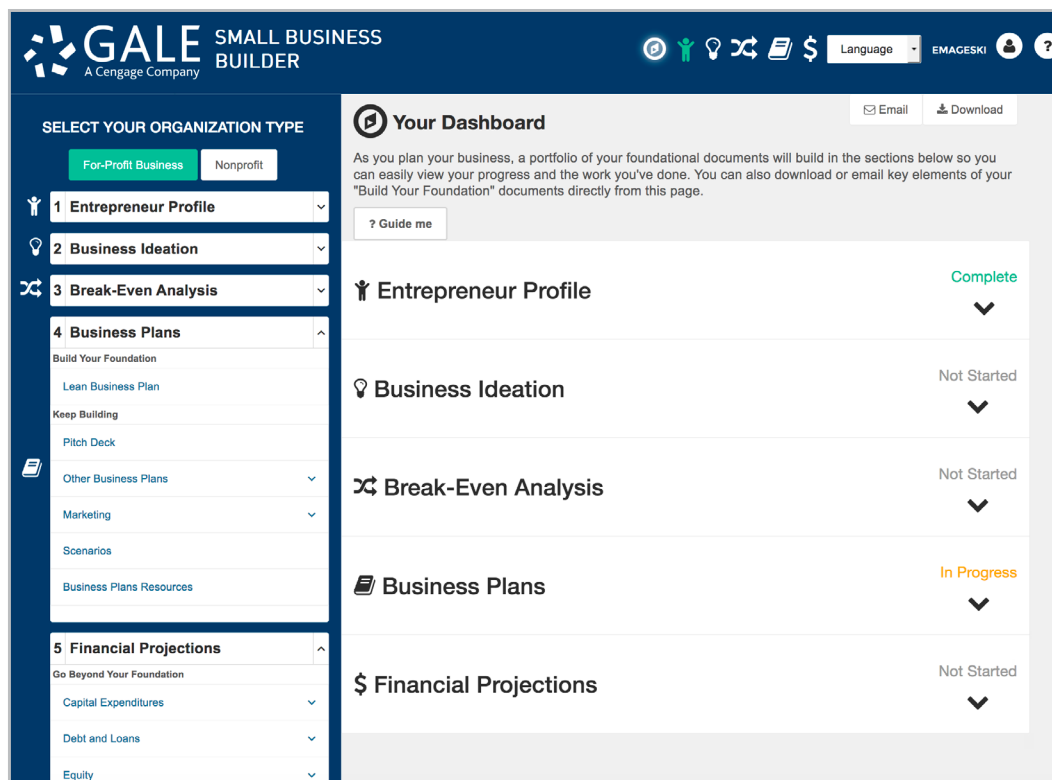 GALE
A Cengage Company
SMALL BUSINESS
BUILDER
$
Language
EMAGESKI
?
SELECT YOUR ORGANIZATION TYPE
For-Profit Business
Nonprofit
1 Entrepreneur Profile
2 Business Ideation
3 Break-Even Analysis
4 Business Plans
Build Your Foundation
Lean Business Plan
Keep Building
Pitch Deck
Other Business Plans
Marketing
Scenarios
Business Plans Resources
5 Financial Projections
Go Beyond Your Foundation
Capital Expenditures
Debt and Loans
Equity
Your Dashboard
Email
Download
As you plan your business, a portfolio of your foundational documents will build in the sections below so you
can easily view your progress and the work you've done. You can also download or email key elements of your
"Build Your Foundation" documents directly from this page.
? Guide me
Entrepreneur Profile
Complete
Business Ideation
Not Started
Break-Even Analysis
Not Started
Business Plans
In Progress
$ Financial Projections
Not Started